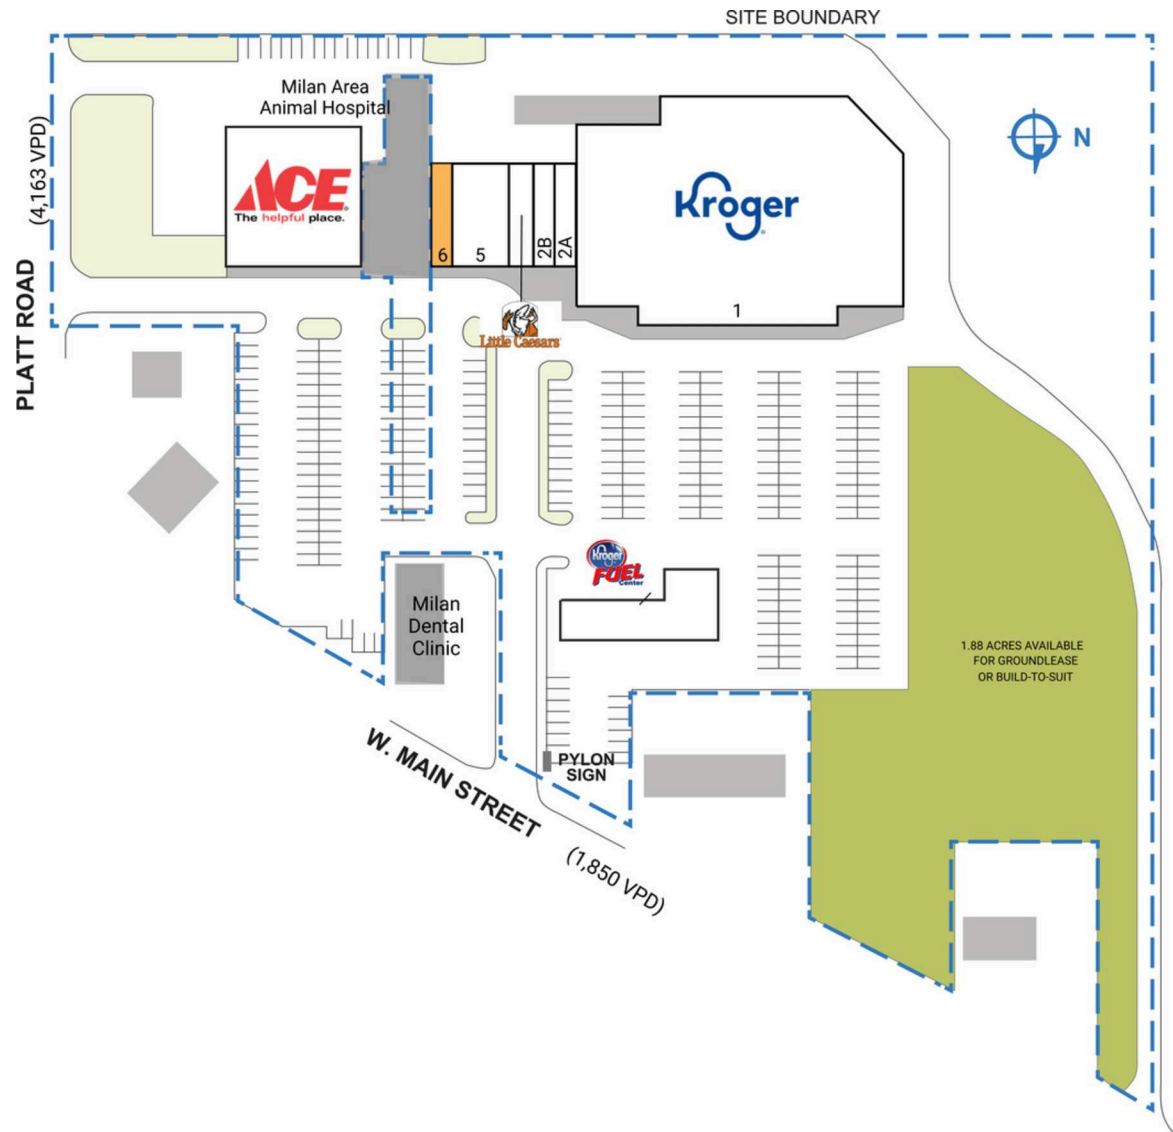 SITE BOUNDARY
Milan Area
Animal Hospital
N
(4,163 VPD)
PLATT ROAD
ACE
The helpful place.
Kroger
6
5
2B
2A
1
Little Caesars
Kroger
FUEL
Center
Milan
Dental
Clinic
1.88 ACRES AVAILABLE
FOR GROUNDLEASE
OR BUILD-TO-SUIT
PYLON
SIGN
W. MAIN STREET
(1,850 VPD)